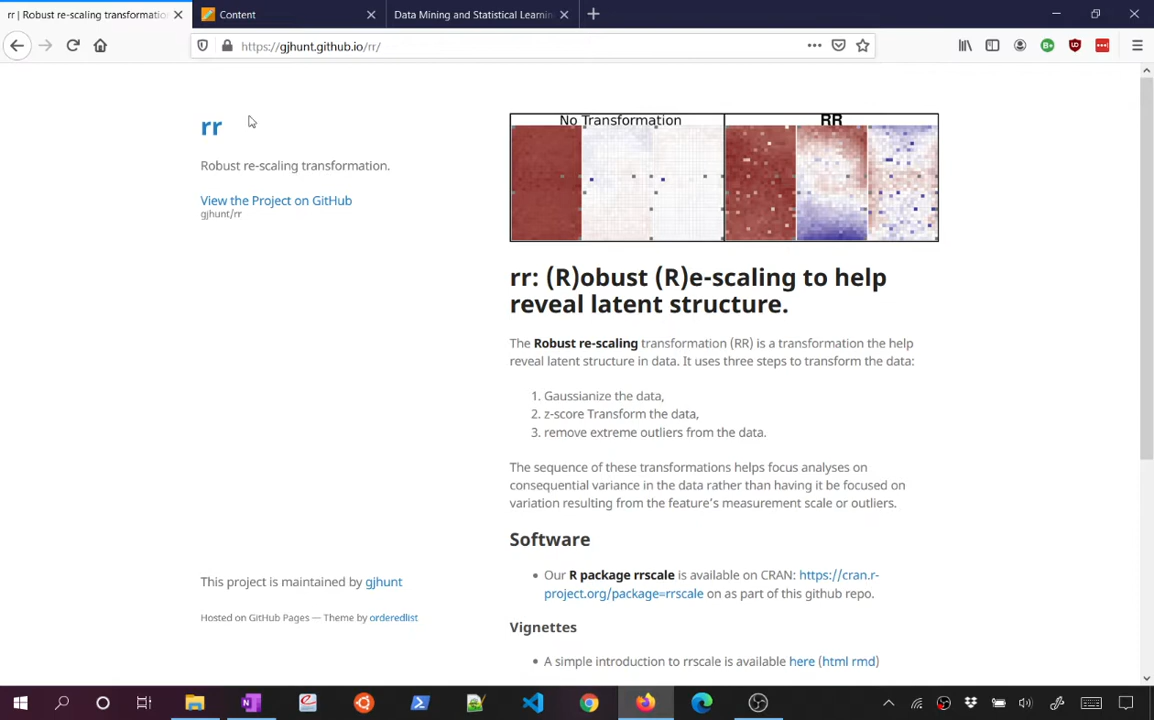 rr | Robust re-scaling transformatio
Content
Data Mining and Statistical Learnin
https://gjhunt.github.io/rr/
rr
Robust re-scaling transformation.
View the Project on GitHub
gjhunt/rr
No Transformation
RR
rr: (R)obust (R)e-scaling to help
reveal latent structure.
The Robust re-scaling transformation (RR) is a transformation the help
reveal latent structure in data. It uses three steps to transform the data:
1. Gaussianize the data,
2. z-score Transform the data,
3. remove extreme outliers from the data.
The sequence of these transformations helps focus analyses on
consequential variance in the data rather than having it be focused on
variation resulting from the feature's measurement scale or outliers.
Software
• Our R package rrscale is available on CRAN: https://cran.r-
project.org/package=rrscale on as part of this github repo.
Vignettes
• A simple introduction to rrscale is available here (html rmd)
This project is maintained by gjhunt
Hosted on GitHub Pages — Theme by orderedlist